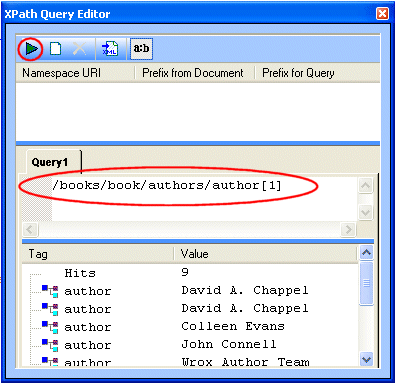 XPath Query Editor
XML a:b
Namespace URI Prefix from Document Prefix for Query
Query1
/books/book/authors/author[1]
Tag Value
Hits 9
author David A. Chappel
author David A. Chappel
author Colleen Evans
author John Connell
author Wrox Author Team